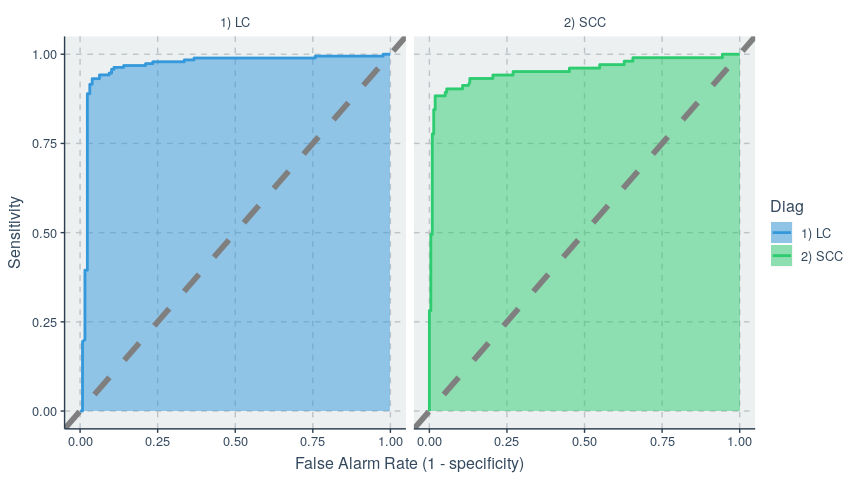 1) LC
2) SCC
1.00
0.75
0.50
0.25
0.00
Sensitivity
0.00 0.25 0.50 0.75 1.00
0.00 0.25 0.50 0.75 1.00
False Alarm Rate (1 - specificity)
Diag
1) LC
2) SCC